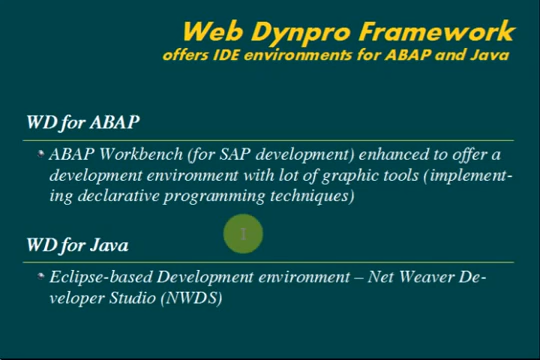 Web Dynpro Framework
offers IDE environments for ABAP and Java
WD for ABAP
ABAP Workbench (for SAP development) enhanced to offer a
development environment with lot of graphic tools (implement-
ing declarative programming techniques)
WD for Java
Eclipse-based Development environment – Net Weaver De-
veloper Studio (NWDS)